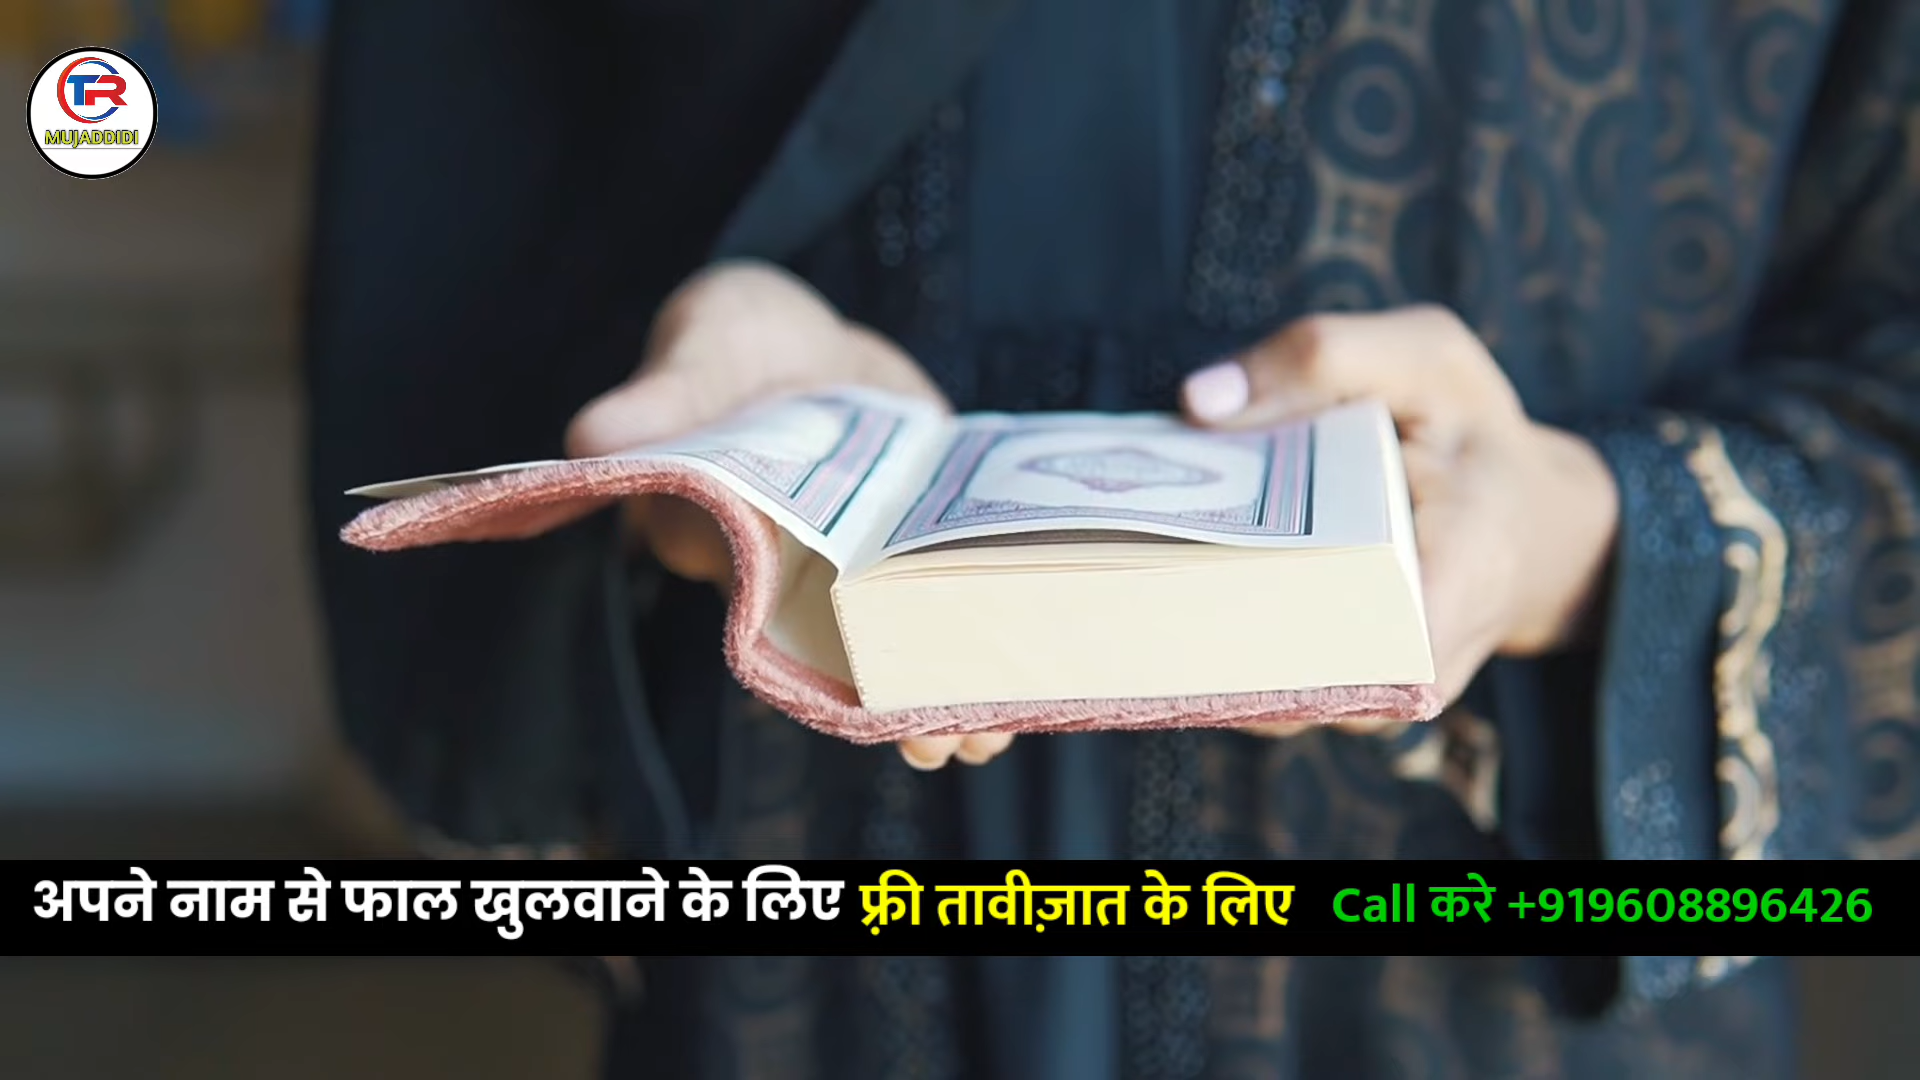 TR
MUJADDIDI
अपने नाम से फाल खुलवाने के लिए फ़्री तावीज़ात के लिए Call करे +919608896426